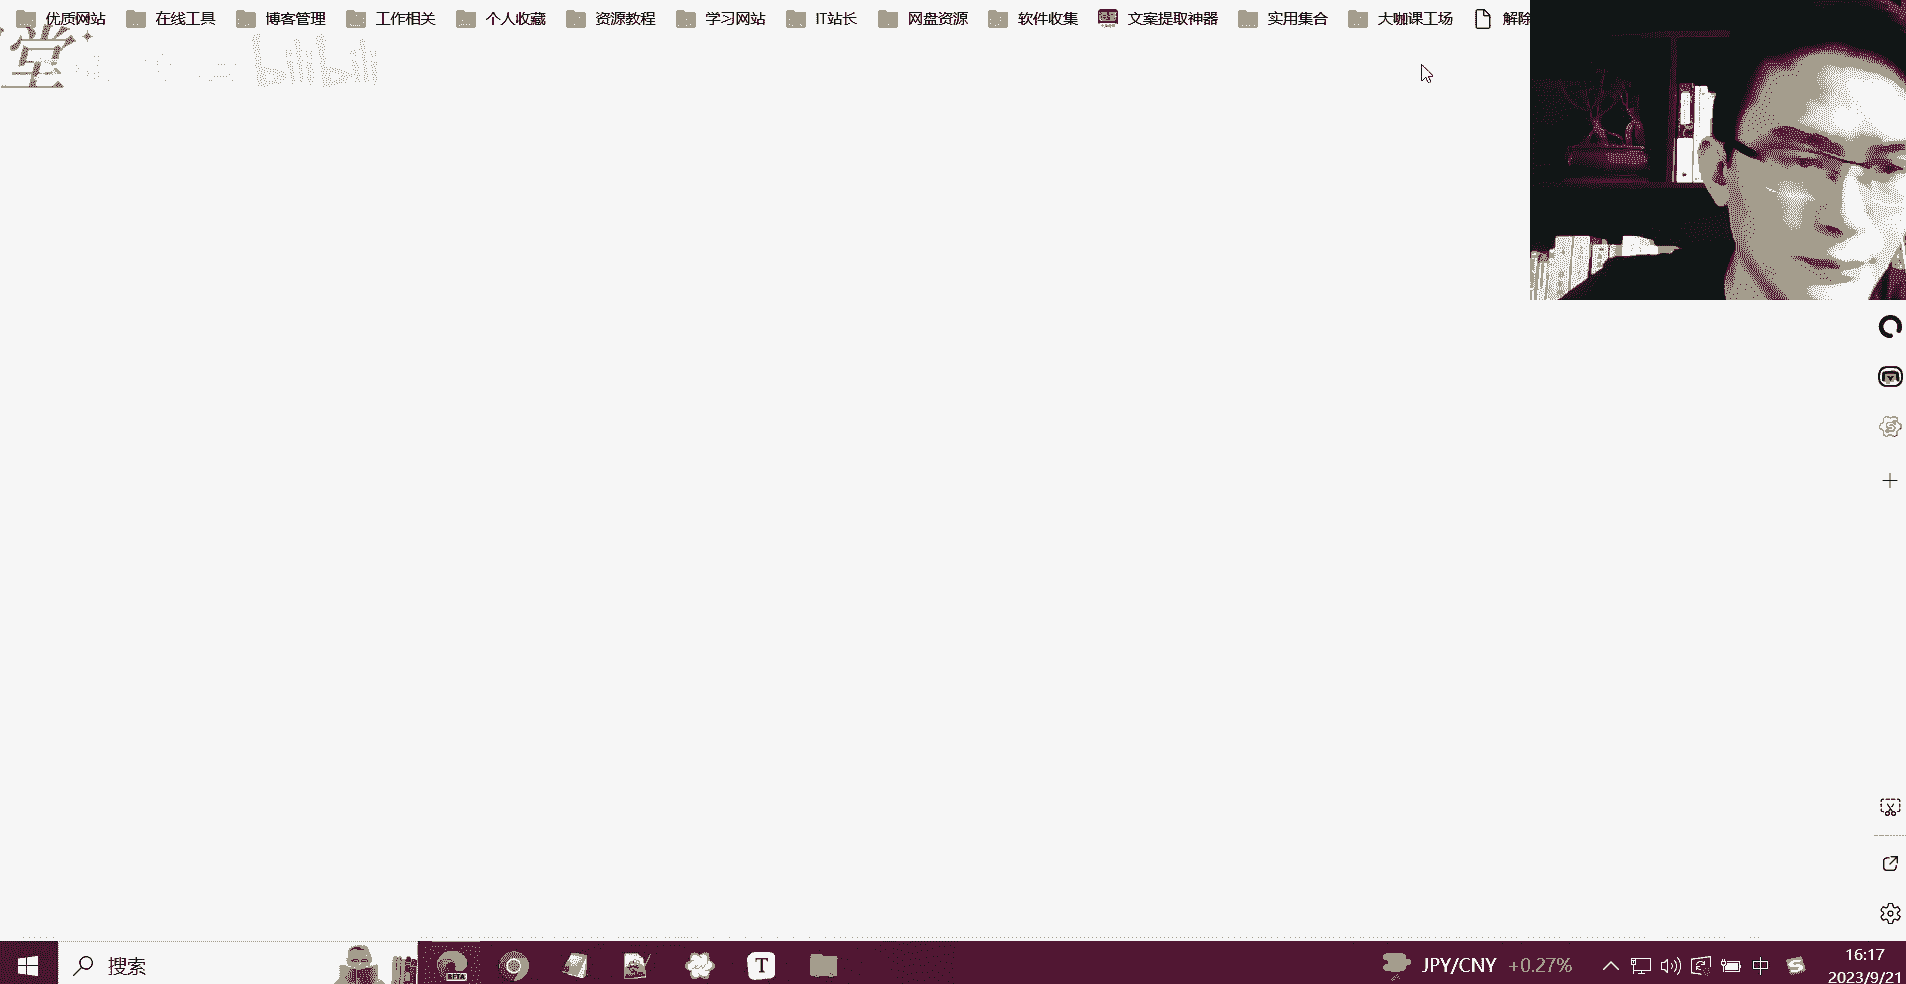 优质网站 在线工具 博客管理 工作相关 个人收藏 资源教程 学习网站 IT站长 网盘资源 软件收集 文案提取神器 实用集合 大咖课工场 解除
堂 bilibili
搜索 BETA T JPY/CNY +0.27% 中 16:17
2023/9/21